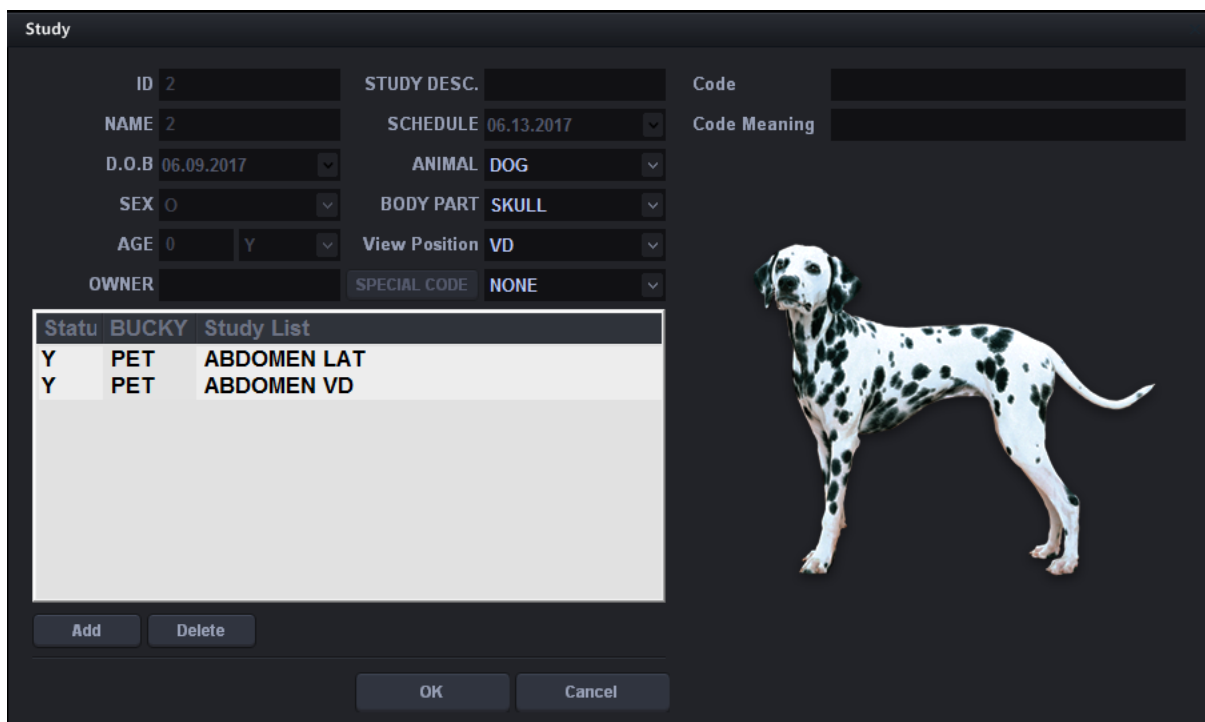 Study
ID 2 STUDY DESC. Code
NAME 2 SCHEDULE 06.13.2017 Code Meaning
D.O.B 06.09.2017 ANIMAL DOG
SEX O BODY PART SKULL
AGE 0 Y View Position VD
OWNER SPECIAL CODE NONE
Statu BUCKY Study List
Y PET ABDOMEN LAT
Y PET ABDOMEN VD
Add Delete
OK Cancel